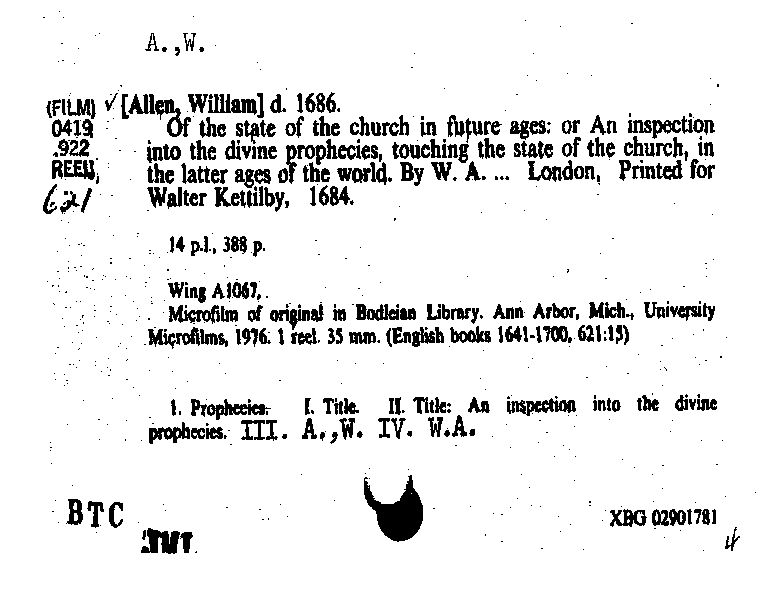 A.,W.
(FILM) ✓ [Allen, William] d. 1686.
0419 Of the state of the church in future ages: or An inspection
.922 into the divine prophecies, touching the state of the church, in
REEL, the latter ages of the world. By W. A. ... London, Printed for
621 Walter Kettilby, 1684.
14 p.l., 388 p.
Wing A1067,.
Microfilm of original in Bodleian Library. Ann Arbor, Mich., University
Microfilms, 1976. 1 reel. 35 mm. (English books 1641-1700, 621:15)
1. Prophecies. I. Title. II. Title: An inspection into the divine
prophecies. III. A.,W. IV. W.A.
BTC
XBG 02901781